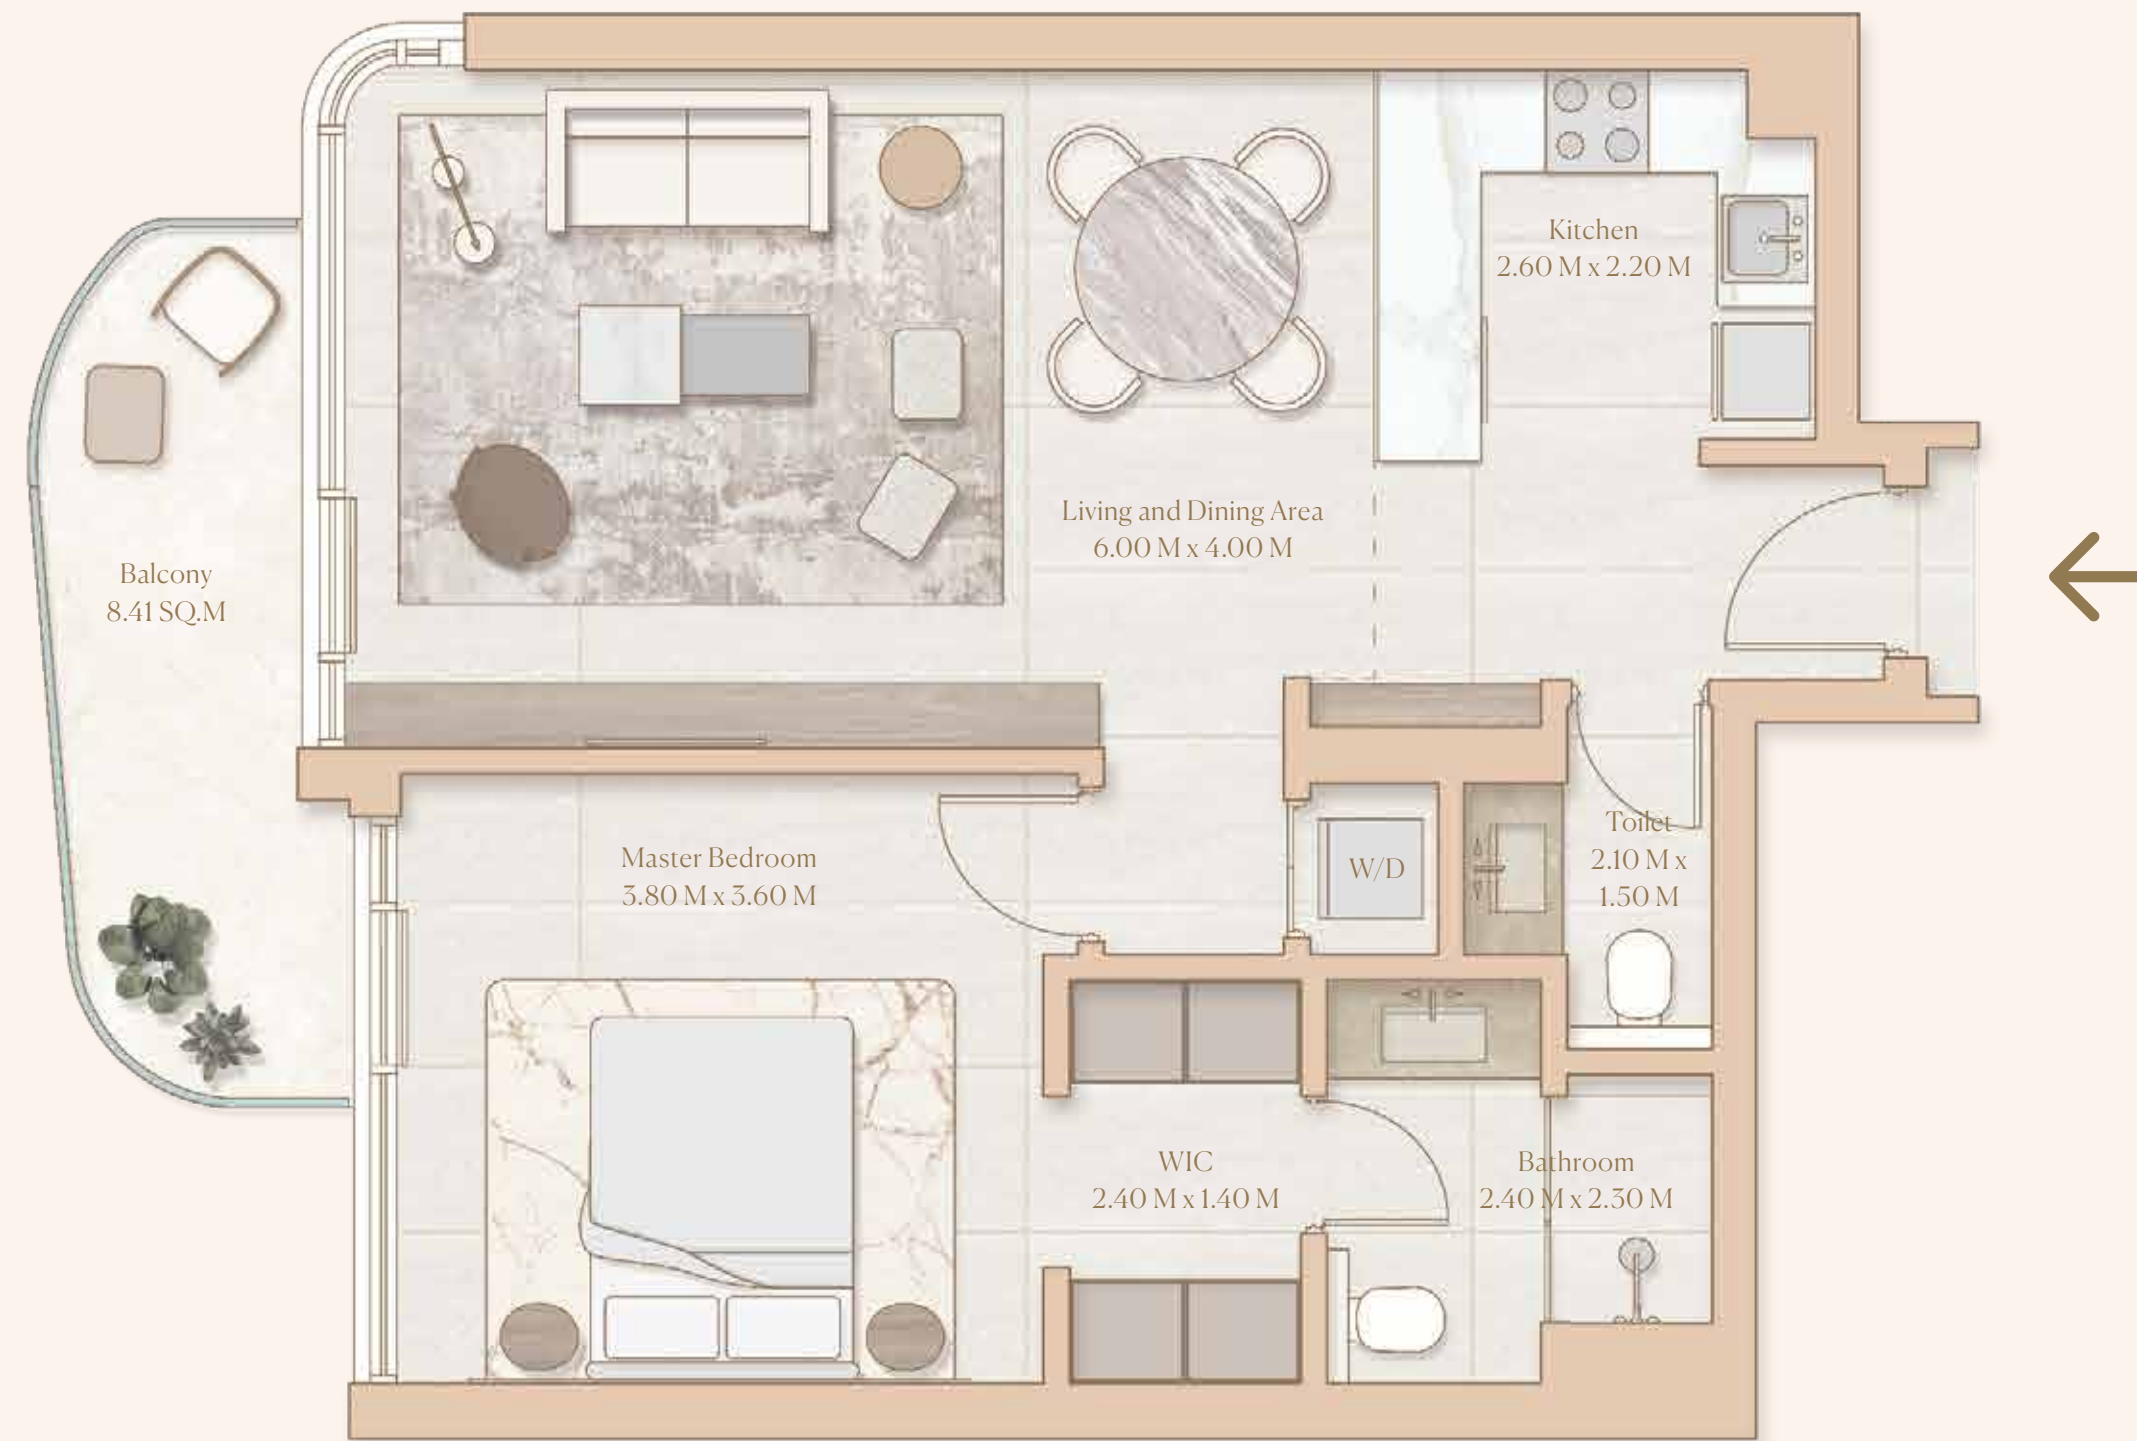 Kitchen
2.60 M x 2.20 M
Living and Dining Area
6.00 M x 4.00 M
Balcony
8.41 SQ.M
Master Bedroom
3.80 M x 3.60 M
W/D
Toilet
2.10 M x
1.50 M
WIC
2.40 M x 1.40 M
Bathroom
2.40 M x 2.30 M